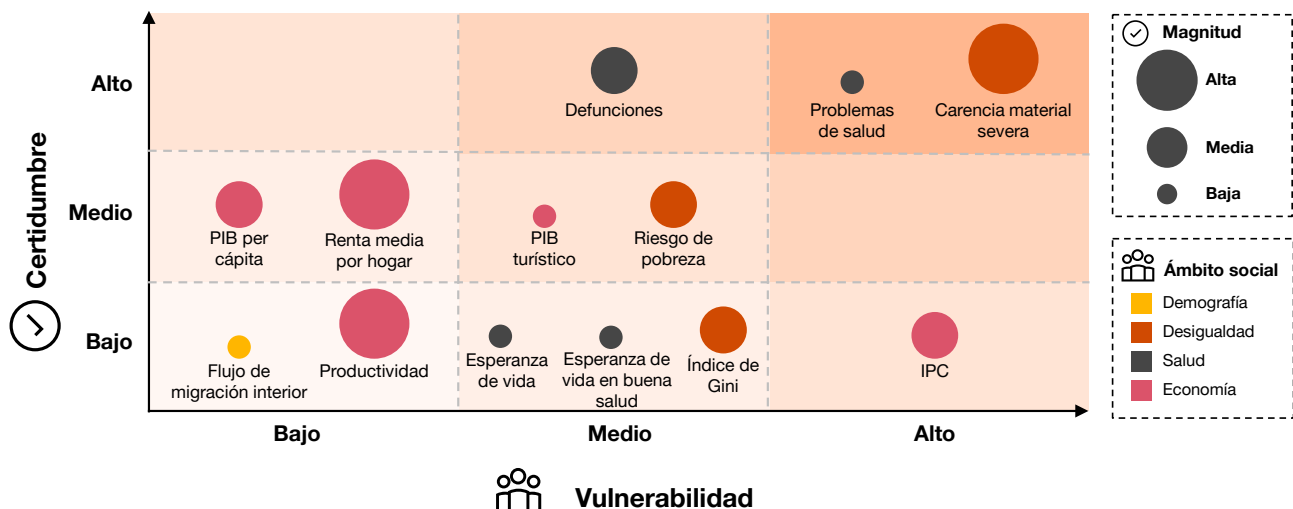 Certidumbre
Alto
Medio
Bajo
Defunciones
Problemas
de salud
Carencia material
severa
PIB per
cápita
Renta media
por hogar
PIB
turístico
Riesgo de
pobreza
Flujo de
migración interior
Productividad
Esperanza
de vida
Esperanza de
vida en buena
salud
Índice de
Gini
IPC
Bajo
Medio
Alto
Vulnerabilidad
Magnitud
Alta
Media
Baja
Ámbito social
Demografía
Desigualdad
Salud
Economía